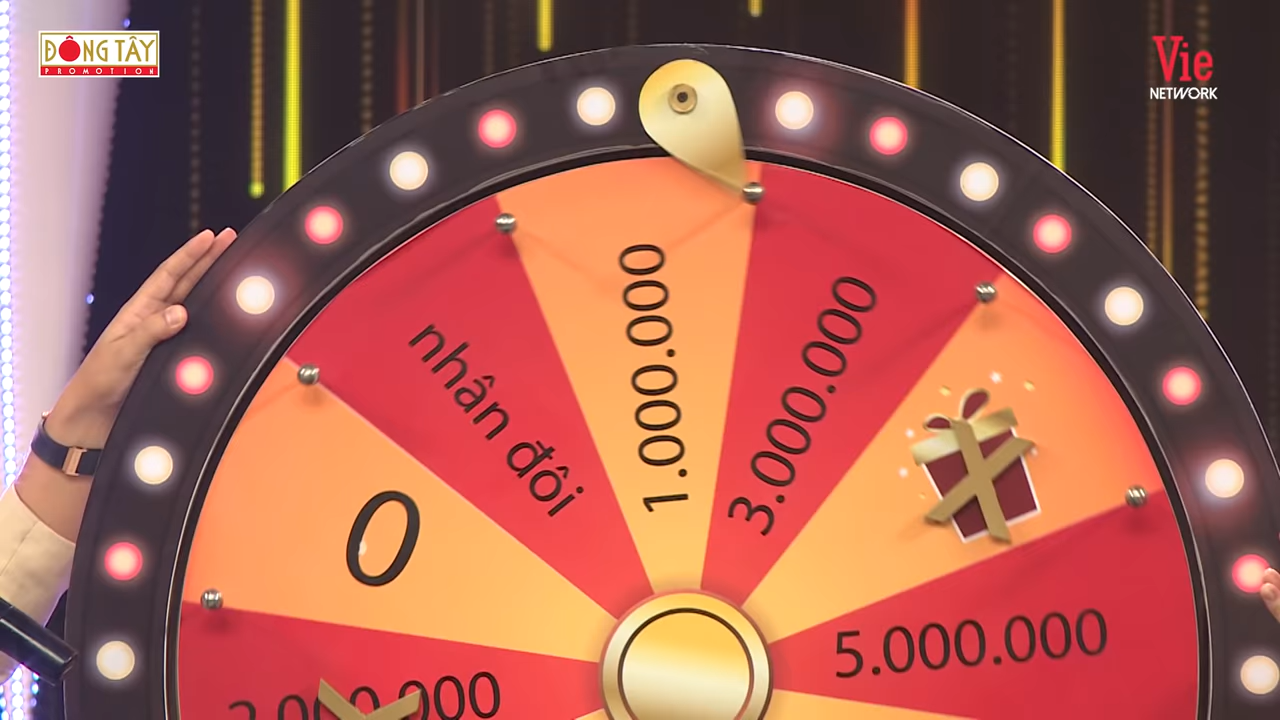 ĐÔNG TÂY
PROMOTION
Vie
NETWORK
nhân đôi
1.000.000
3.000.000
0
5.000.000